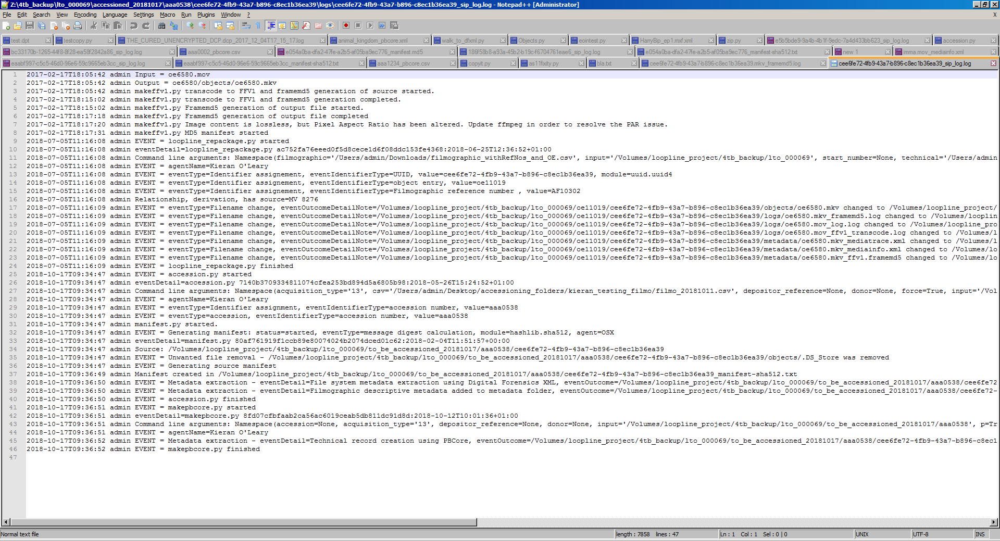 Z:\4tb_backup\lto_000069\accessioned_20181017\aaa0538\cee6fe72-4fb9-43a7-b896-c8ec1b36ea39\logs\cee6fe72-4fb9-43a7-b896-c8ec1b36ea39_sip_log.log - Notepad++ [Administrator]
File Edit Search View Encoding Language Settings Macro Run Plugins Window ? X
test.dpt testcopy.py THE_CURED_UNENCRYPTED_DCP.dcp_2017_12_04T17_15_17.log animal_kingdom_pbcore.xml walk_to_dfxml.py Objects.py eointest.py HarryBip_ep1.mxf.xml zip.py e5b5bde9-9a4b-4b1f-9edc-7a4d433bb623_sip_log.log accession.py
bc33170b-1265-44f8-8f28-ea58f2842a86_sip_log.log aaa0002_pbcore.csv e054a0ba-dfa2-47fe-a2b5-af05ba9ec776_manifest.md5 186f58b8-a93a-45b2-b19c-f6704761eae6_sip_log.log e054a0ba-dfa2-47fe-a2b5-af05ba9ec776_manifest-sha512.txt new 1 imma.mov_mediainfo.xml
eaabf997-c5c5-46d0-96e6-59c9665eb3cc_sip_log.log eaabf997-c5c5-46d0-96e6-59c9665eb3cc_manifest-sha512.txt aaa1234_pbcore.csv copyit.py as11fixity.py bla.txt cee6fe72-4fb9-43a7-b896-c8ec1b36ea39.mkv_framemd5.log cee6fe72-4fb9-43a7-b896-c8ec1b36ea39_sip_log.log
1 2017-02-17T18:05:42 admin Input = oe6580.mov
2 2017-02-17T18:05:42 admin Output = oe6580/objects/oe6580.mkv
3 2017-02-17T18:05:42 admin makeffv1.py transcode to FFV1 and framemd5 generation of source started.
4 2017-02-17T18:15:02 admin makeffv1.py transcode to FFV1 and framemd5 generation completed.
5 2017-02-17T18:15:02 admin makeffv1.py Framemd5 generation of output file started.
6 2017-02-17T18:17:18 admin makeffv1.py Framemd5 generation of output file completed
7 2017-02-17T18:17:20 admin makeffv1.py Image content is lossless, but Pixel Aspect Ratio has been altered. Update ffmpeg in order to resolve the PAR issue.
8 2017-02-17T18:17:31 admin makeffv1.py MD5 manifest started
9 2018-07-05T11:16:08 admin EVENT = loopline_repackage.py started
10 2018-07-05T11:16:08 admin eventDetail=loopline_repackage.py ac752fa76eeed0f5d8cece1d6f08ddc153fe4368:2018-06-25T12:36:52+01:00
11 2018-07-05T11:16:08 admin Command line arguments: Namespace(filmographic='/Users/admin/Downloads/filmographic_withRefNos_and_OE.csv', input='/Volumes/loopline_project/4tb_backup/lto_000069', start_number=None, technical='/Users/admin
12 2018-07-05T11:16:08 admin EVENT = agentName=Kieran O'Leary
13 2018-07-05T11:16:08 admin EVENT = eventType=Identifier assignement, eventIdentifierType=UUID, value=cee6fe72-4fb9-43a7-b896-c8ec1b36ea39, module=uuid.uuid4
14 2018-07-05T11:16:08 admin EVENT = eventType=Identifier assignement, eventIdentifierType=object entry, value=oe11019
15 2018-07-05T11:16:08 admin EVENT = eventType=Identifier assignement, eventIdentifierType=Filmographic reference number , value=AF10302
16 2018-07-05T11:16:08 admin Relationship, derivation, has source=MV 8276
17 2018-07-05T11:16:09 admin EVENT = eventType=Filename change, eventOutcomeDetailNote=/Volumes/loopline_project/4tb_backup/lto_000069/oe11019/cee6fe72-4fb9-43a7-b896-c8ec1b36ea39/objects/oe6580.mkv changed to /Volumes/loopline_project/
18 2018-07-05T11:16:09 admin EVENT = eventType=Filename change, eventOutcomeDetailNote=/Volumes/loopline_project/4tb_backup/lto_000069/oe11019/cee6fe72-4fb9-43a7-b896-c8ec1b36ea39/logs/oe6580.mkv_framemd5.log changed to /Volumes/looplin
19 2018-07-05T11:16:09 admin EVENT = eventType=Filename change, eventOutcomeDetailNote=/Volumes/loopline_project/4tb_backup/lto_000069/oe11019/cee6fe72-4fb9-43a7-b896-c8ec1b36ea39/logs/oe6580.mov_log.log changed to /Volumes/loopline_pro
20 2018-07-05T11:16:09 admin EVENT = eventType=Filename change, eventOutcomeDetailNote=/Volumes/loopline_project/4tb_backup/lto_000069/oe11019/cee6fe72-4fb9-43a7-b896-c8ec1b36ea39/logs/oe6580.mov_ffv1_transcode.log changed to /Volumes/l
21 2018-07-05T11:16:09 admin EVENT = eventType=Filename change, eventOutcomeDetailNote=/Volumes/loopline_project/4tb_backup/lto_000069/oe11019/cee6fe72-4fb9-43a7-b896-c8ec1b36ea39/metadata/oe6580.mkv_mediatrace.xml changed to /Volumes/l
22 2018-07-05T11:16:09 admin EVENT = eventType=Filename change, eventOutcomeDetailNote=/Volumes/loopline_project/4tb_backup/lto_000069/oe11019/cee6fe72-4fb9-43a7-b896-c8ec1b36ea39/metadata/oe6580.mkv_mediainfo.xml changed to /Volumes/lo
23 2018-07-05T11:16:09 admin EVENT = eventType=Filename change, eventOutcomeDetailNote=/Volumes/loopline_project/4tb_backup/lto_000069/oe11019/cee6fe72-4fb9-43a7-b896-c8ec1b36ea39/metadata/oe6580.mkv_ffv1.framemd5 changed to /Volumes/lo
24 2018-07-05T11:16:09 admin EVENT = loopline_repackage.py finished
25 2018-10-17T09:34:47 admin EVENT = accession.py started
26 2018-10-17T09:34:47 admin eventDetail=accession.py 7140b3709334811074cfea253bd894d5a6805b98:2018-05-26T15:24:52+01:00
27 2018-10-17T09:34:47 admin Command line arguments: Namespace(acquisition_type='13', csv='/Users/admin/Desktop/accessioning_folders/kieran_testing_filmo/filmo_20181011.csv', depositor_reference=None, donor=None, force=True, input='/Vol
28 2018-10-17T09:34:47 admin EVENT = agentName=Kieran O'Leary
29 2018-10-17T09:34:47 admin EVENT = eventType=Identifier assignment, eventIdentifierType=accession number, value=aaa0538
30 2018-10-17T09:34:47 admin EVENT = eventType=accession, eventIdentifierType=accession number, value=aaa0538
31 2018-10-17T09:34:47 admin manifest.py started.
32 2018-10-17T09:34:47 admin EVENT = Generating manifest: status=started, eventType=message digest calculation, module=hashlib.sha512, agent=OSX
33 2018-10-17T09:34:47 admin eventDetail=manifest.py 80af761919f1ccb89e80074024b2074dced01c62:2018-02-04T11:51:57+00:00
34 2018-10-17T09:34:47 admin Source: /Volumes/loopline_project/4tb_backup/lto_000069/to_be_accessioned_20181017/aaa0538/cee6fe72-4fb9-43a7-b896-c8ec1b36ea39
35 2018-10-17T09:34:47 admin EVENT = Unwanted file removal - /Volumes/loopline_project/4tb_backup/lto_000069/to_be_accessioned_20181017/aaa0538/cee6fe72-4fb9-43a7-b896-c8ec1b36ea39/objects/.DS_Store was removed
36 2018-10-17T09:34:47 admin EVENT = Generating source manifest
37 2018-10-17T09:36:49 admin Manifest created in /Volumes/loopline_project/4tb_backup/lto_000069/to_be_accessioned_20181017/aaa0538/cee6fe72-4fb9-43a7-b896-c8ec1b36ea39_manifest-sha512.txt
38 2018-10-17T09:36:50 admin EVENT = Metadata extraction - eventDetail=File system metadata extraction using Digital Forensics XML, eventOutcome=/Volumes/loopline_project/4tb_backup/lto_000069/to_be_accessioned_20181017/aaa0538/cee6fe72
39 2018-10-17T09:36:50 admin EVENT = Metadata extraction - eventDetail=Filmographic descriptive metadata added to metadata folder, eventOutcome=/Volumes/loopline_project/4tb_backup/lto_000069/to_be_accessioned_20181017/aaa0538/cee6fe72-
40 2018-10-17T09:36:50 admin EVENT = accession.py finished
41 2018-10-17T09:36:51 admin EVENT = makepbcore.py started
42 2018-10-17T09:36:51 admin eventDetail=makepbcore.py 8fd07cfbfaab2ca56ac6019ceab5db811dc91d8d:2018-10-12T10:01:36+01:00
43 2018-10-17T09:36:51 admin Command line arguments: Namespace(accession=None, acquisition_type='13', depositor_reference=None, donor=None, input='/Volumes/loopline_project/4tb_backup/lto_000069/to_be_accessioned_20181017/aaa0538', p=Tr
44 2018-10-17T09:36:51 admin EVENT = agentName=Kieran O'Leary
45 2018-10-17T09:36:52 admin EVENT = Metadata extraction - eventDetail=Technical record creation using PBCore, eventOutcome=/Volumes/loopline_project/4tb_backup/lto_000069/to_be_accessioned_20181017/aaa0538/cee6fe72-4fb9-43a7-b896-c8ec1
46 2018-10-17T09:36:52 admin EVENT = makepbcore.py finished
47
Normal text file length : 7858 lines : 47 Ln : 1 Col : 1 Sel : 0 | 0 UNIX UTF-8 INS